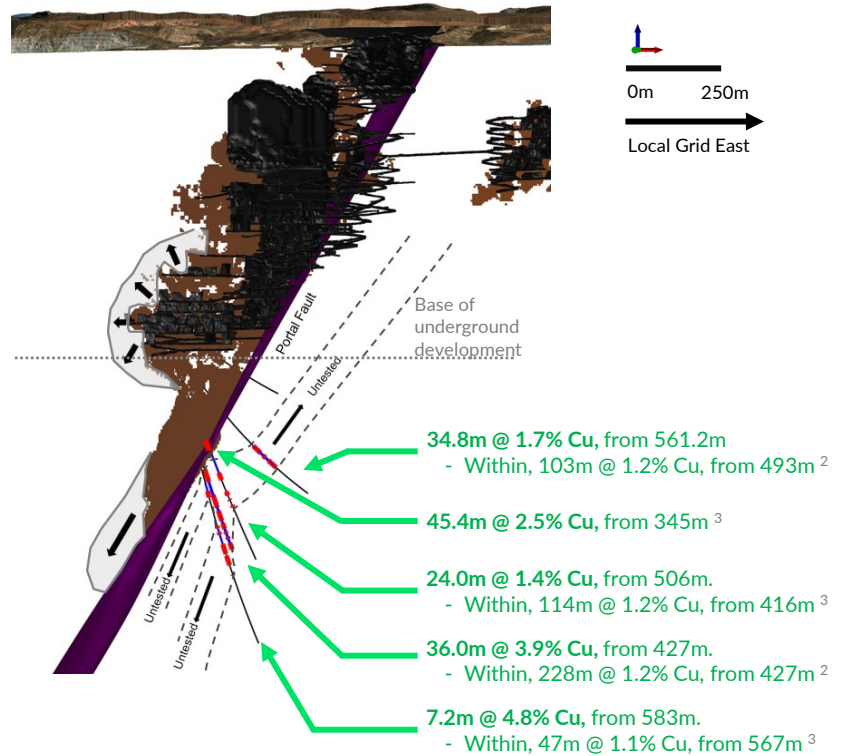 0m 250m
Local Grid East
Portal Fault
Base of
underground
development
Untested
34.8m @ 1.7% Cu, from 561.2m
- Within, 103m @ 1.2% Cu, from 493m ²
45.4m @ 2.5% Cu, from 345m ³
24.0m @ 1.4% Cu, from 506m.
- Within, 114m @ 1.2% Cu, from 416m ³
Untested
Untested
36.0m @ 3.9% Cu, from 427m.
- Within, 228m @ 1.2% Cu, from 427m ²
7.2m @ 4.8% Cu, from 583m.
- Within, 47m @ 1.1% Cu, from 567m ³